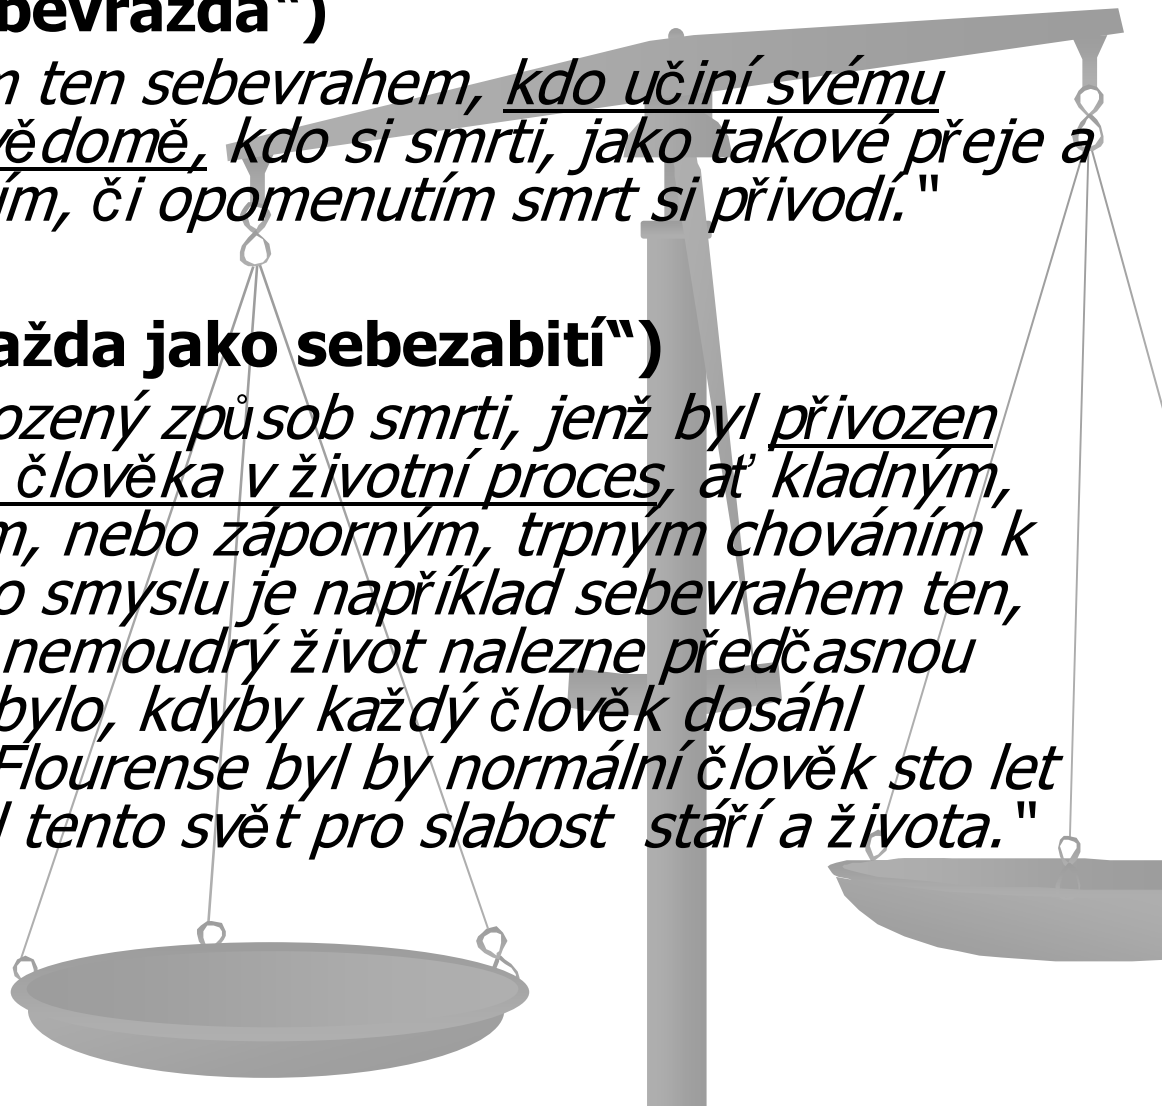 bevražda“)
m ten sebevrahem, kdo učiní svému
vědomě, kdo si smrti, jako takové přeje a
ím, či opomenutím smrt si přivodí."
ažda jako sebezabití“)
ozený způsob smrti, jenž byl přivozen
člověka v životní proces, ať kladným,
m, nebo záporným, trpným chováním k
o smyslu je například sebevrahem ten,
nemoudrý život nalezne předčasnou
bylo, kdyby každý člověk dosáhl
Flourense byl by normální člověk sto let
l tento svět pro slabost stáří a života."